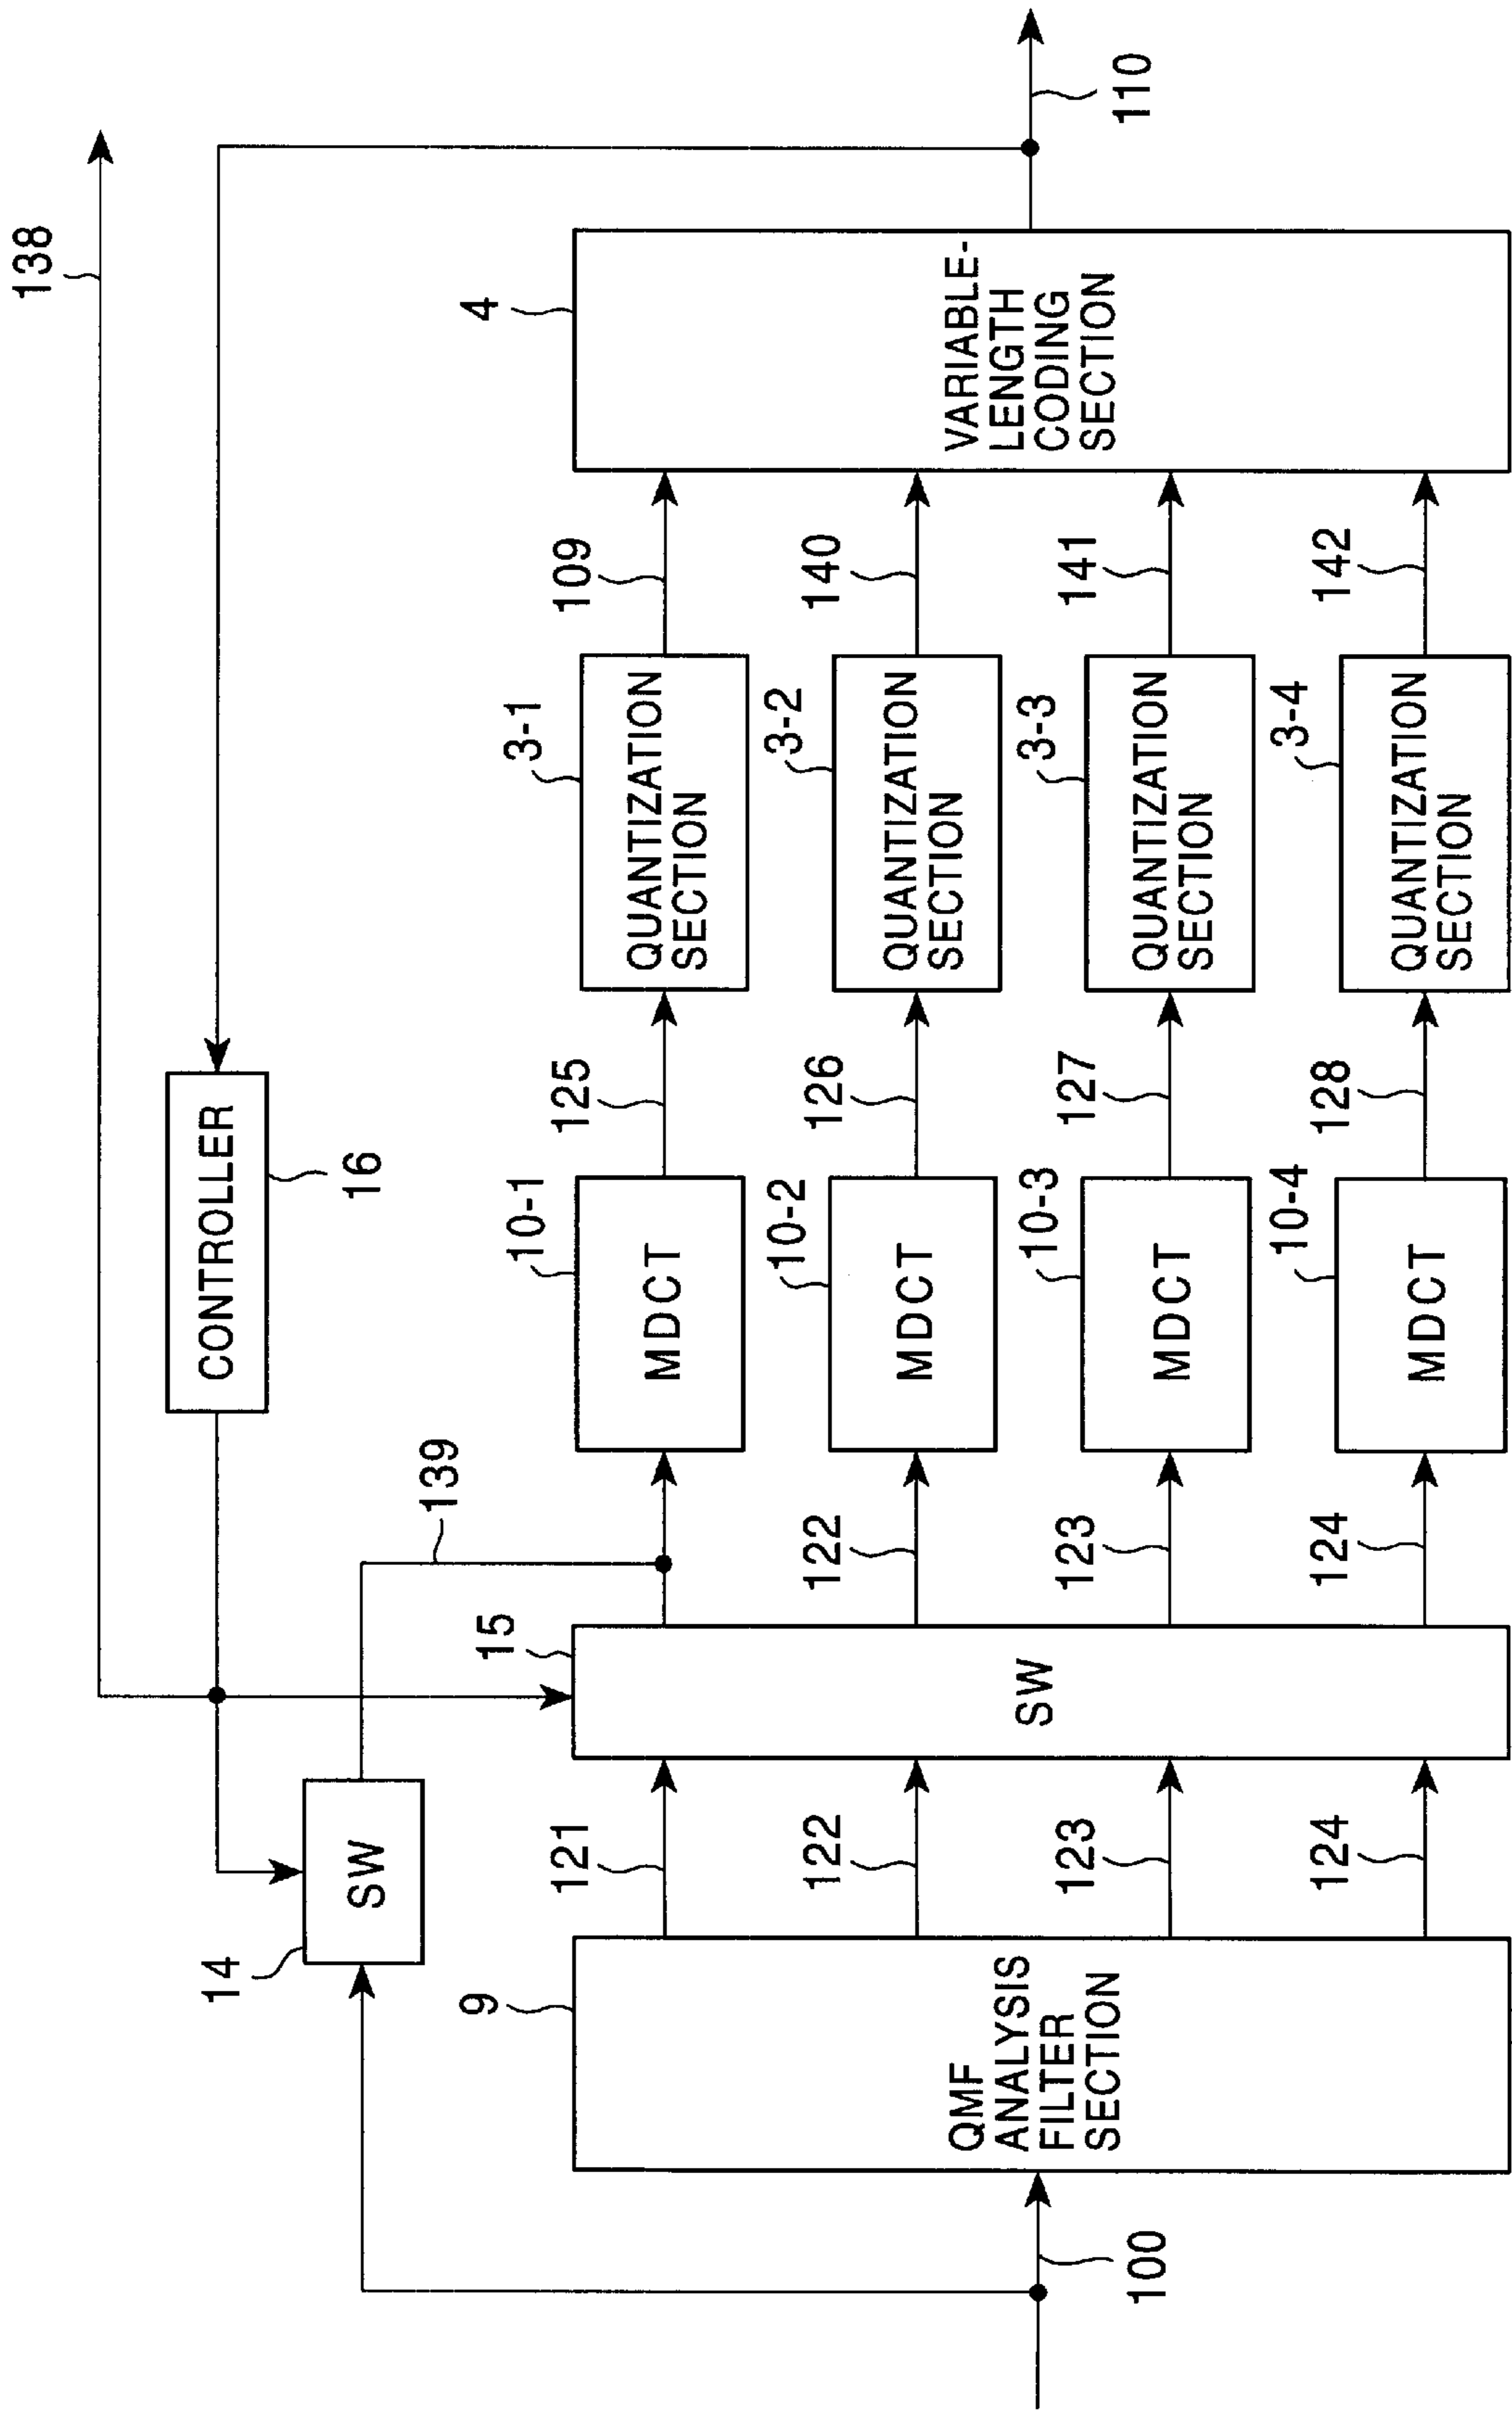 138
CONTROLLER
16
139
14
SW
15
SW
100
9
QMF
ANALYSIS
FILTER
SECTION
121
122
123
124
122
123
124
10-1
MDCT
10-2
MDCT
10-3
MDCT
10-4
MDCT
125
126
127
128
3-1
QUANTIZATION
SECTION
3-2
QUANTIZATION
SECTION
3-3
QUANTIZATION
SECTION
3-4
QUANTIZATION
SECTION
109
140
141
142
4
VARIABLE-
LENGTH
CODING
SECTION
110